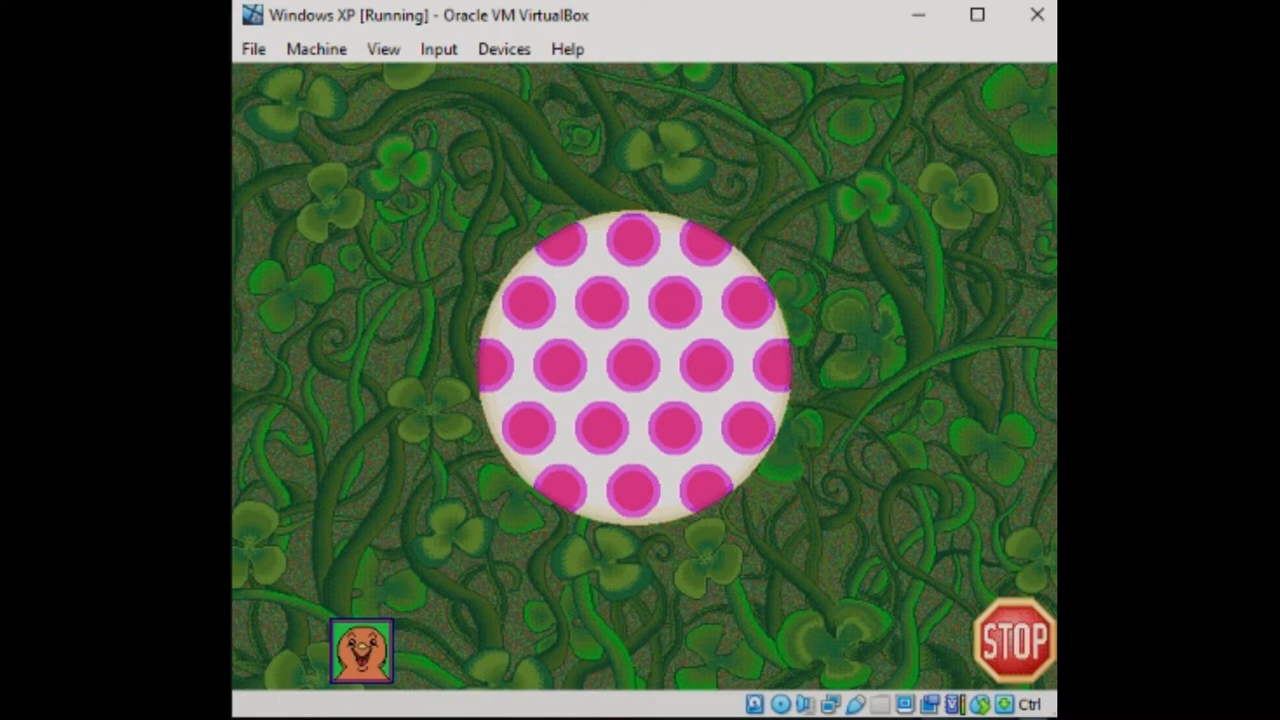 Windows XP [Running] - Oracle VM VirtualBox
File Machine View Input Devices Help
STOP
Ctrl